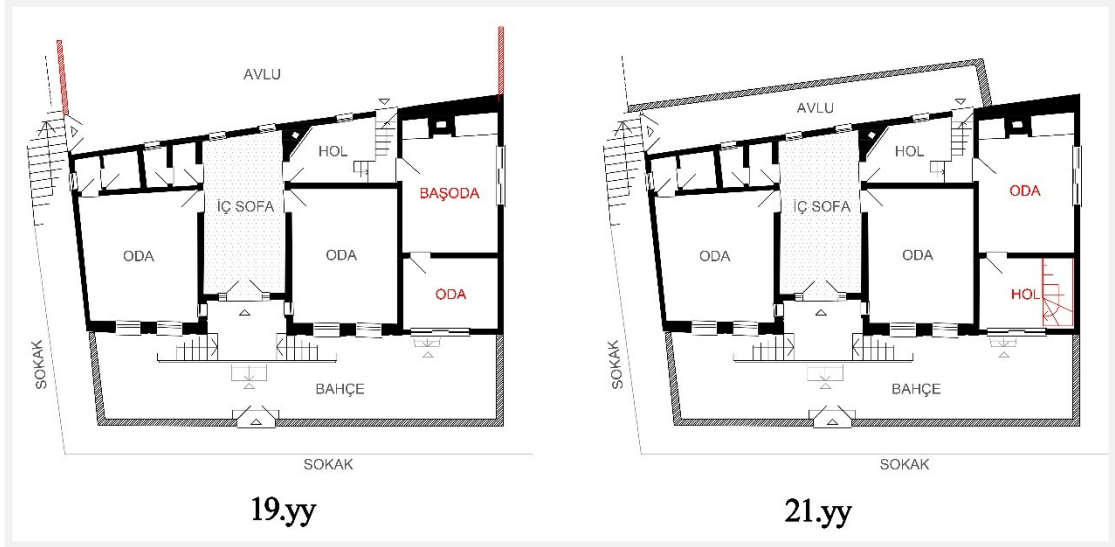 AVLU
HOL
BAŞODA
İÇ SOFA
ODA
ODA
ODA
BAHÇE
SOKAK
SOKAK
19.yy
AVLU
HOL
ODA
İÇ SOFA
ODA
ODA
HOL
BAHÇE
SOKAK
SOKAK
21.yy